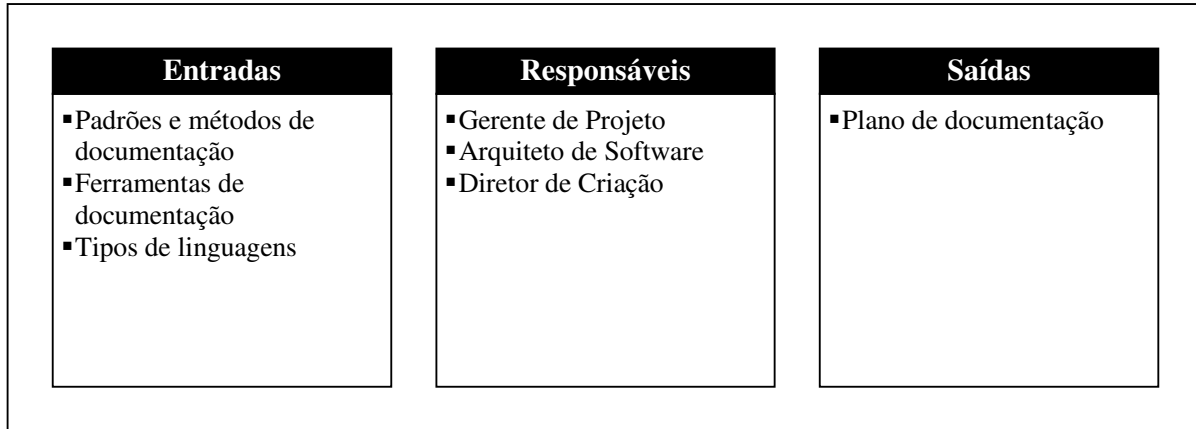 Entradas
▪Padrões e métodos de
documentação
▪Ferramentas de
documentação
▪Tipos de linguagens
Responsáveis
▪Gerente de Projeto
▪Arquiteto de Software
▪Diretor de Criação
Saídas
▪Plano de documentação